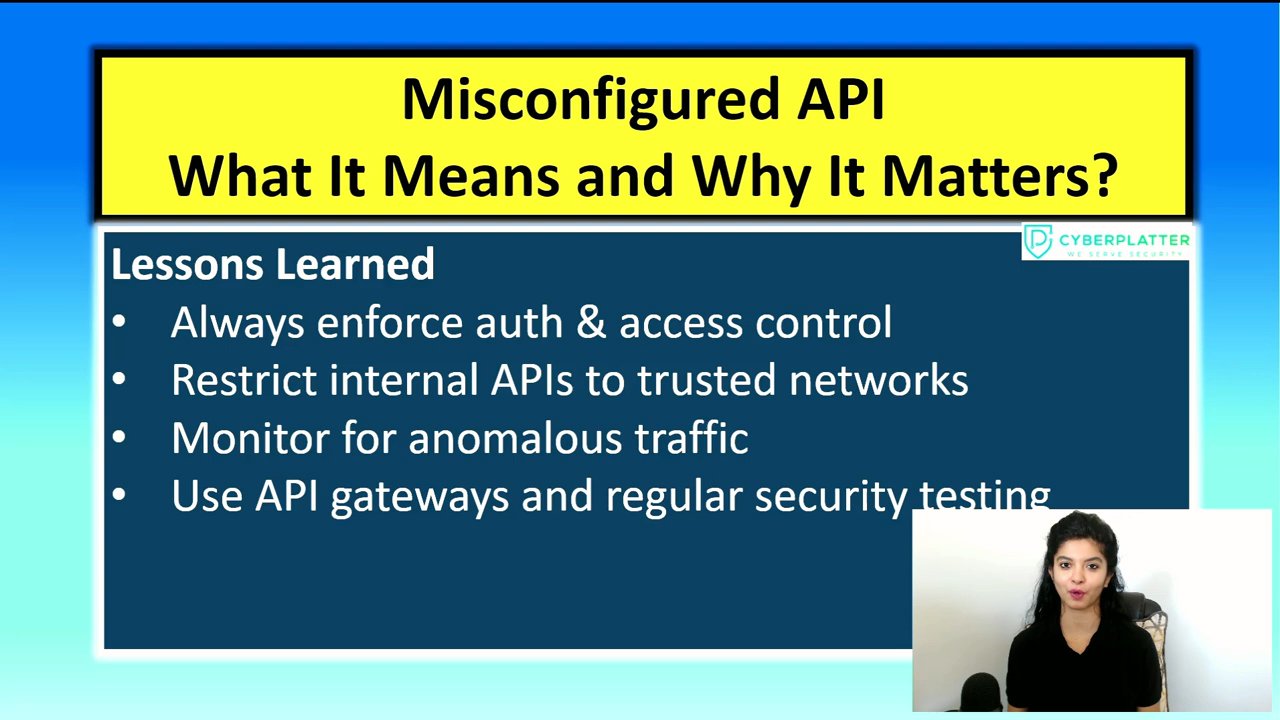 Misconfigured API
What It Means and Why It Matters?
CYBERPLATTER
WE SERVE SECURITY
Lessons Learned
• Always enforce auth & access control
• Restrict internal APIs to trusted networks
• Monitor for anomalous traffic
• Use API gateways and regular security testing